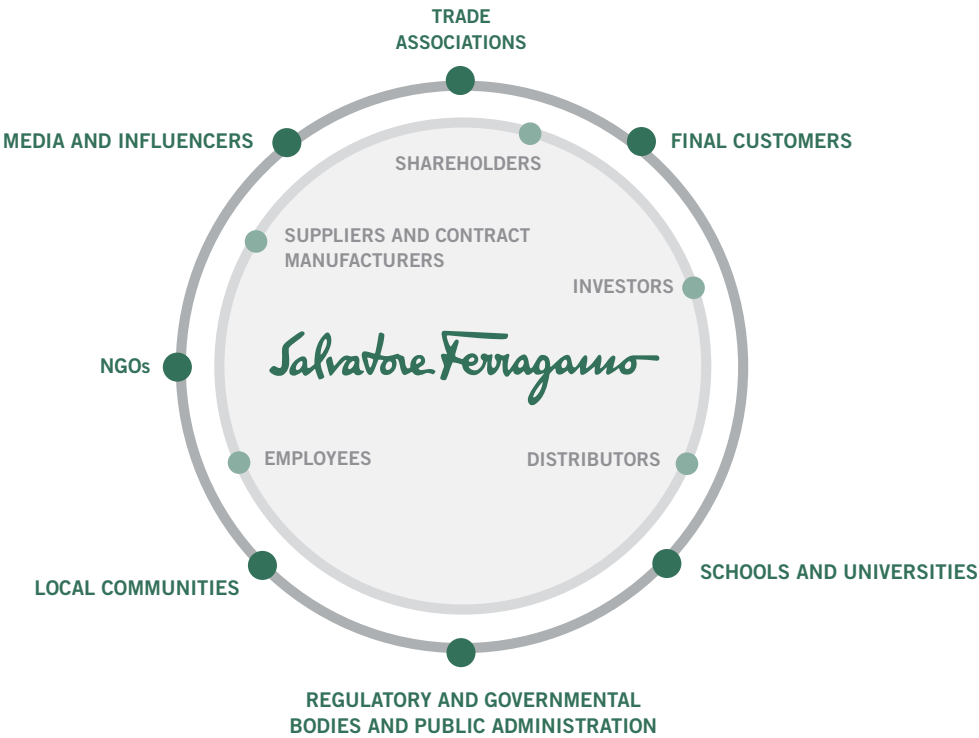 TRADE
ASSOCIATIONS
MEDIA AND INFLUENCERS
FINAL CUSTOMERS
SHAREHOLDERS
SUPPLIERS AND CONTRACT
MANUFACTURERS
INVESTORS
Salvatore Ferragamo
NGOs
EMPLOYEES
DISTRIBUTORS
LOCAL COMMUNITIES
SCHOOLS AND UNIVERSITIES
REGULATORY AND GOVERNMENTAL
BODIES AND PUBLIC ADMINISTRATION